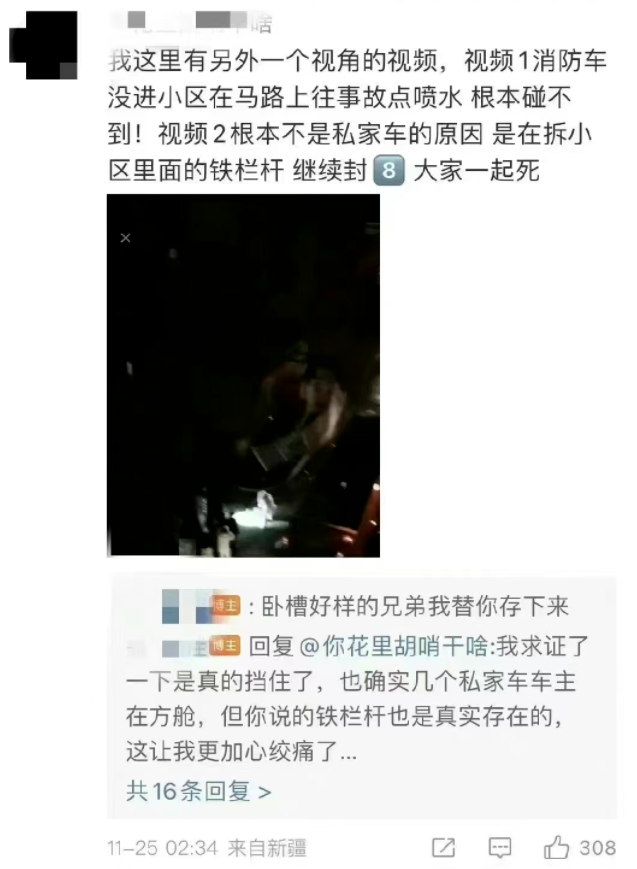 啥
我这里有另外一个视角的视频，视频1消防车
没进小区在马路上往事故点喷水 根本碰不
到！视频2根本不是私家车的原因 是在拆小
区里面的铁栏杆 继续封8️⃣大家一起死
×
博主：卧槽好样的兄弟我替你存下来
博主 回复@你花里胡哨干啥:我求证了
一下是真的挡住了，也确实几个私家车车主
在方舱，但你说的铁栏杆也是真实存在的，
这让我更加心绞痛了...
共16条回复 >
11-25 02:34 来自新疆 308